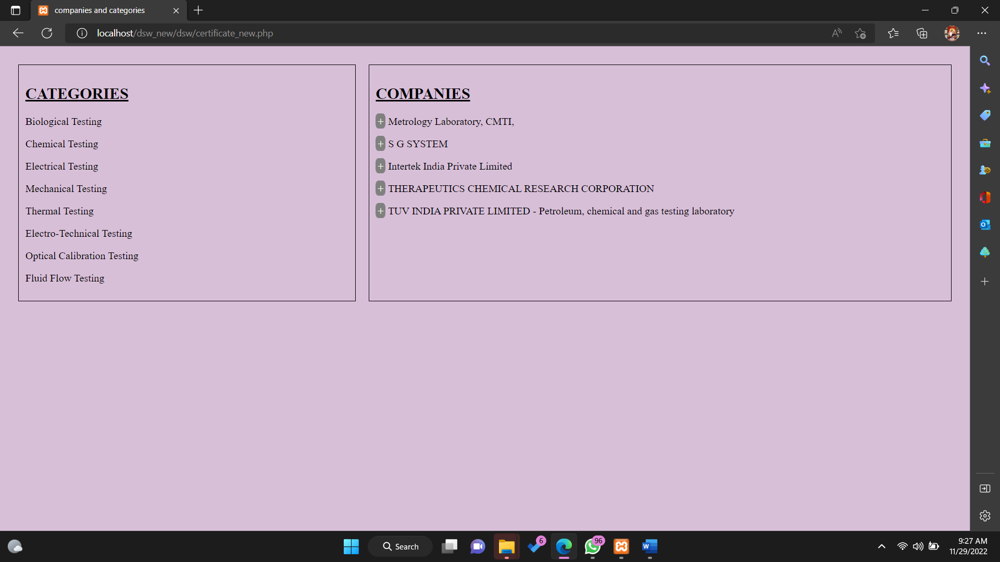 companies and categories
localhost/dsw_new/dsw/certificate_new.php
CATEGORIES
Biological Testing
Chemical Testing
Electrical Testing
Mechanical Testing
Thermal Testing
Electro-Technical Testing
Optical Calibration Testing
Fluid Flow Testing
COMPANIES
+ Metrology Laboratory, CMTI,
+ S G SYSTEM
+ Intertek India Private Limited
+ THERAPEUTICS CHEMICAL RESEARCH CORPORATION
+ TUV INDIA PRIVATE LIMITED - Petroleum, chemical and gas testing laboratory
Search
6
96
9:27 AM
11/29/2022